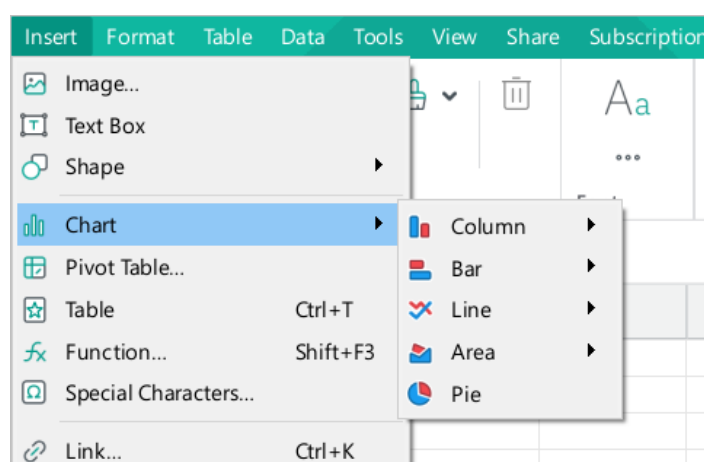 Insert Format Table Data Tools View Share Subscription
Image...
Text Box
Shape
Chart
Pivot Table...
Table Ctrl+T
Function... Shift+F3
Special Characters...
Link... Ctrl+K
Aa
Column
Bar
Line
Area
Pie